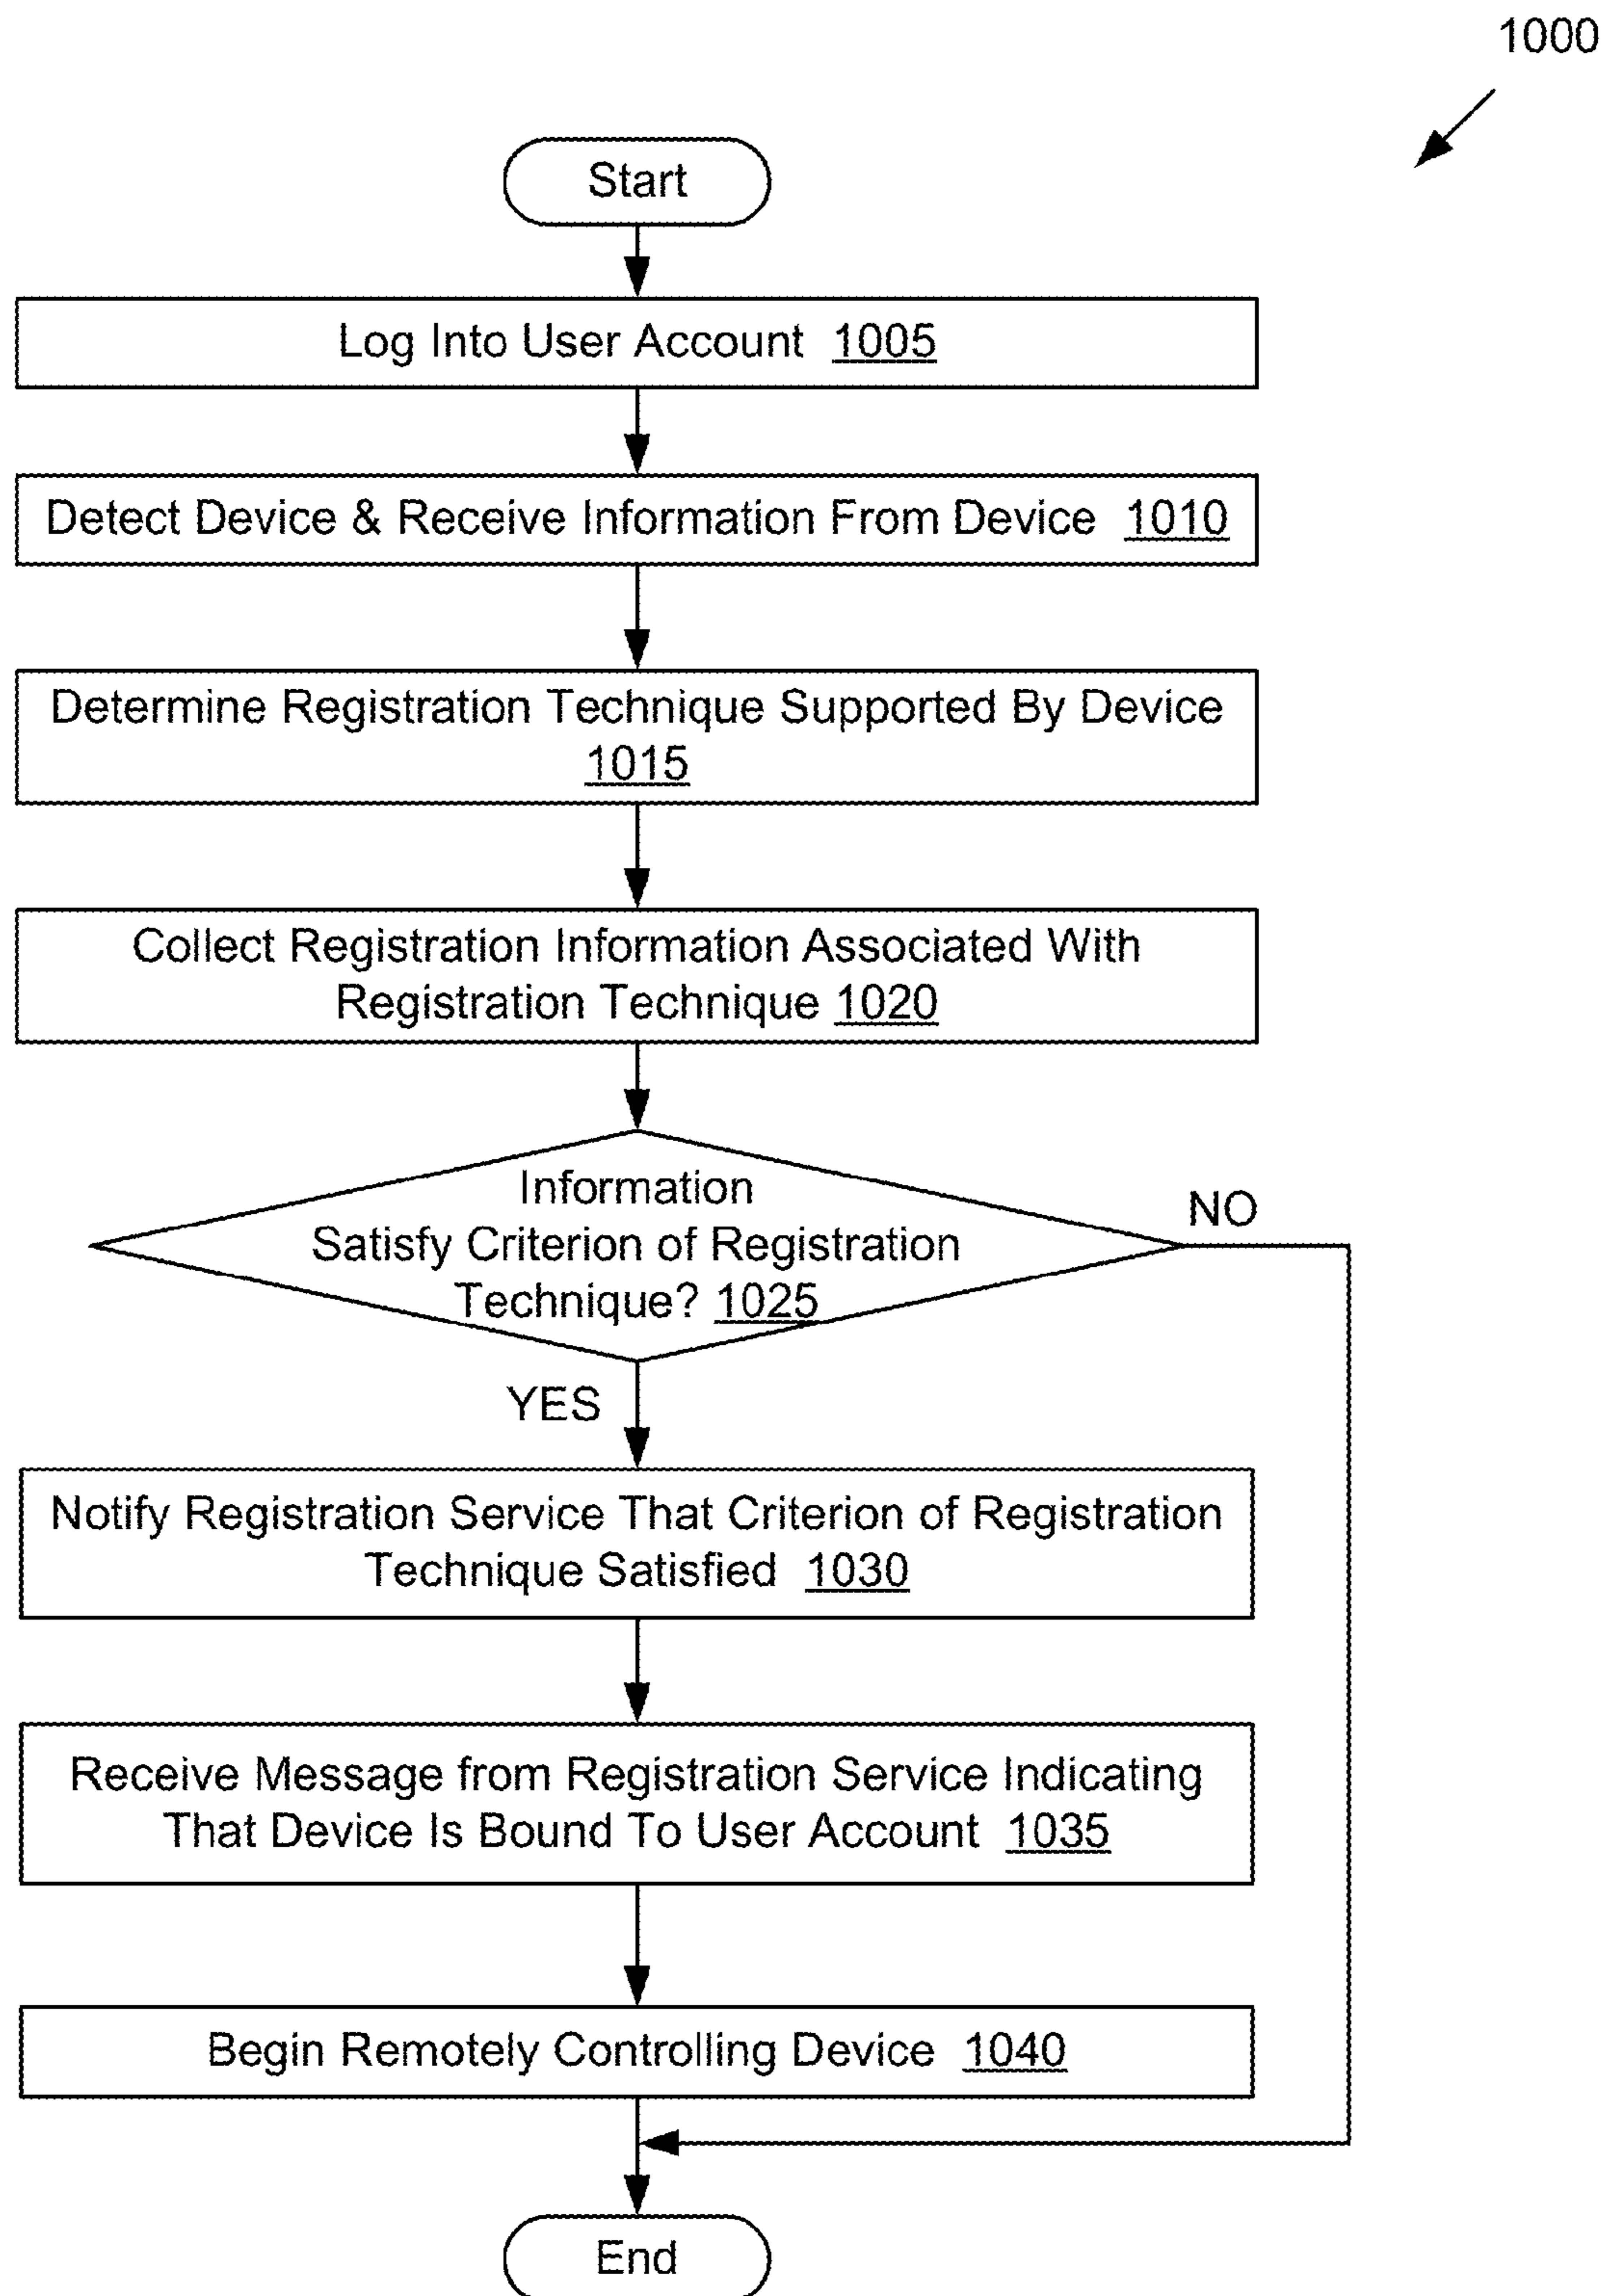 1000
Start
Log Into User Account 1005
Detect Device & Receive Information From Device 1010
Determine Registration Technique Supported By Device
1015
Collect Registration Information Associated With
Registration Technique 1020
Information
Satisfy Criterion of Registration
Technique? 1025
NO
YES
Notify Registration Service That Criterion of Registration
Technique Satisfied 1030
Receive Message from Registration Service Indicating
That Device Is Bound To User Account 1035
Begin Remotely Controlling Device 1040
End